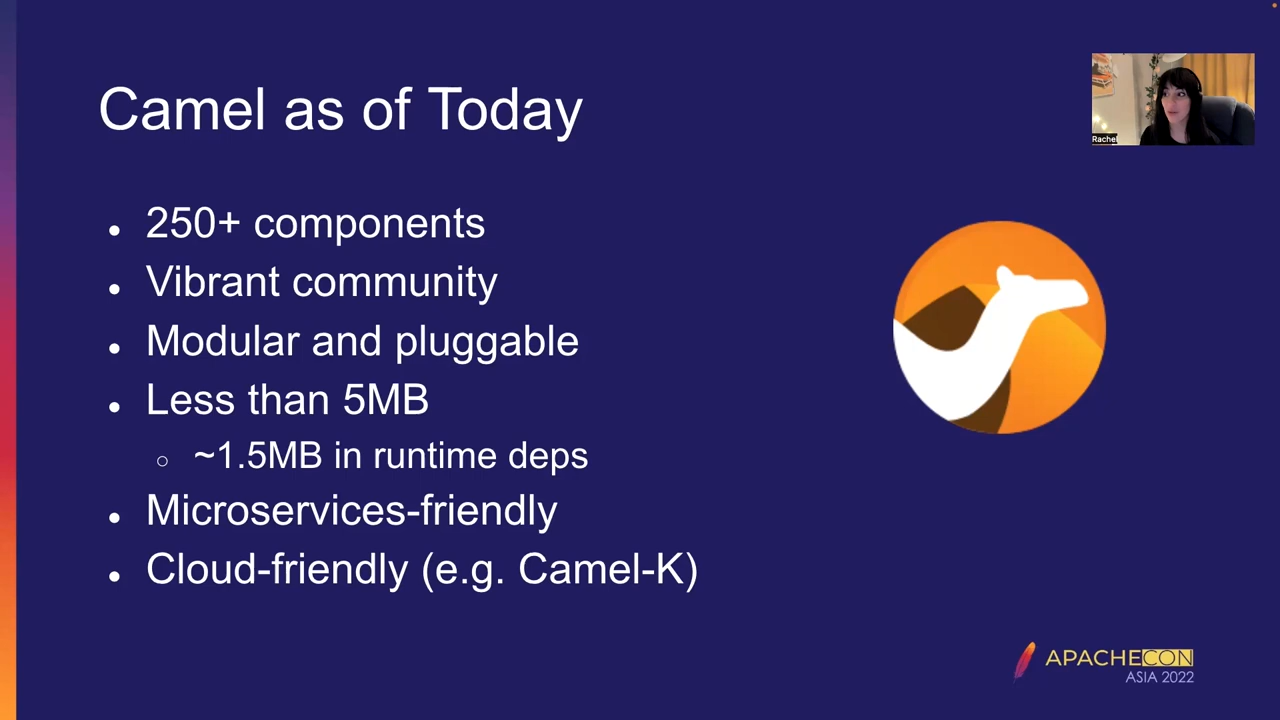 Camel as of Today
Rachel
250+ components
Vibrant community
Modular and pluggable
Less than 5MB
~1.5MB in runtime deps
Microservices-friendly
Cloud-friendly (e.g. Camel-K)
APACHECON
ASIA 2022